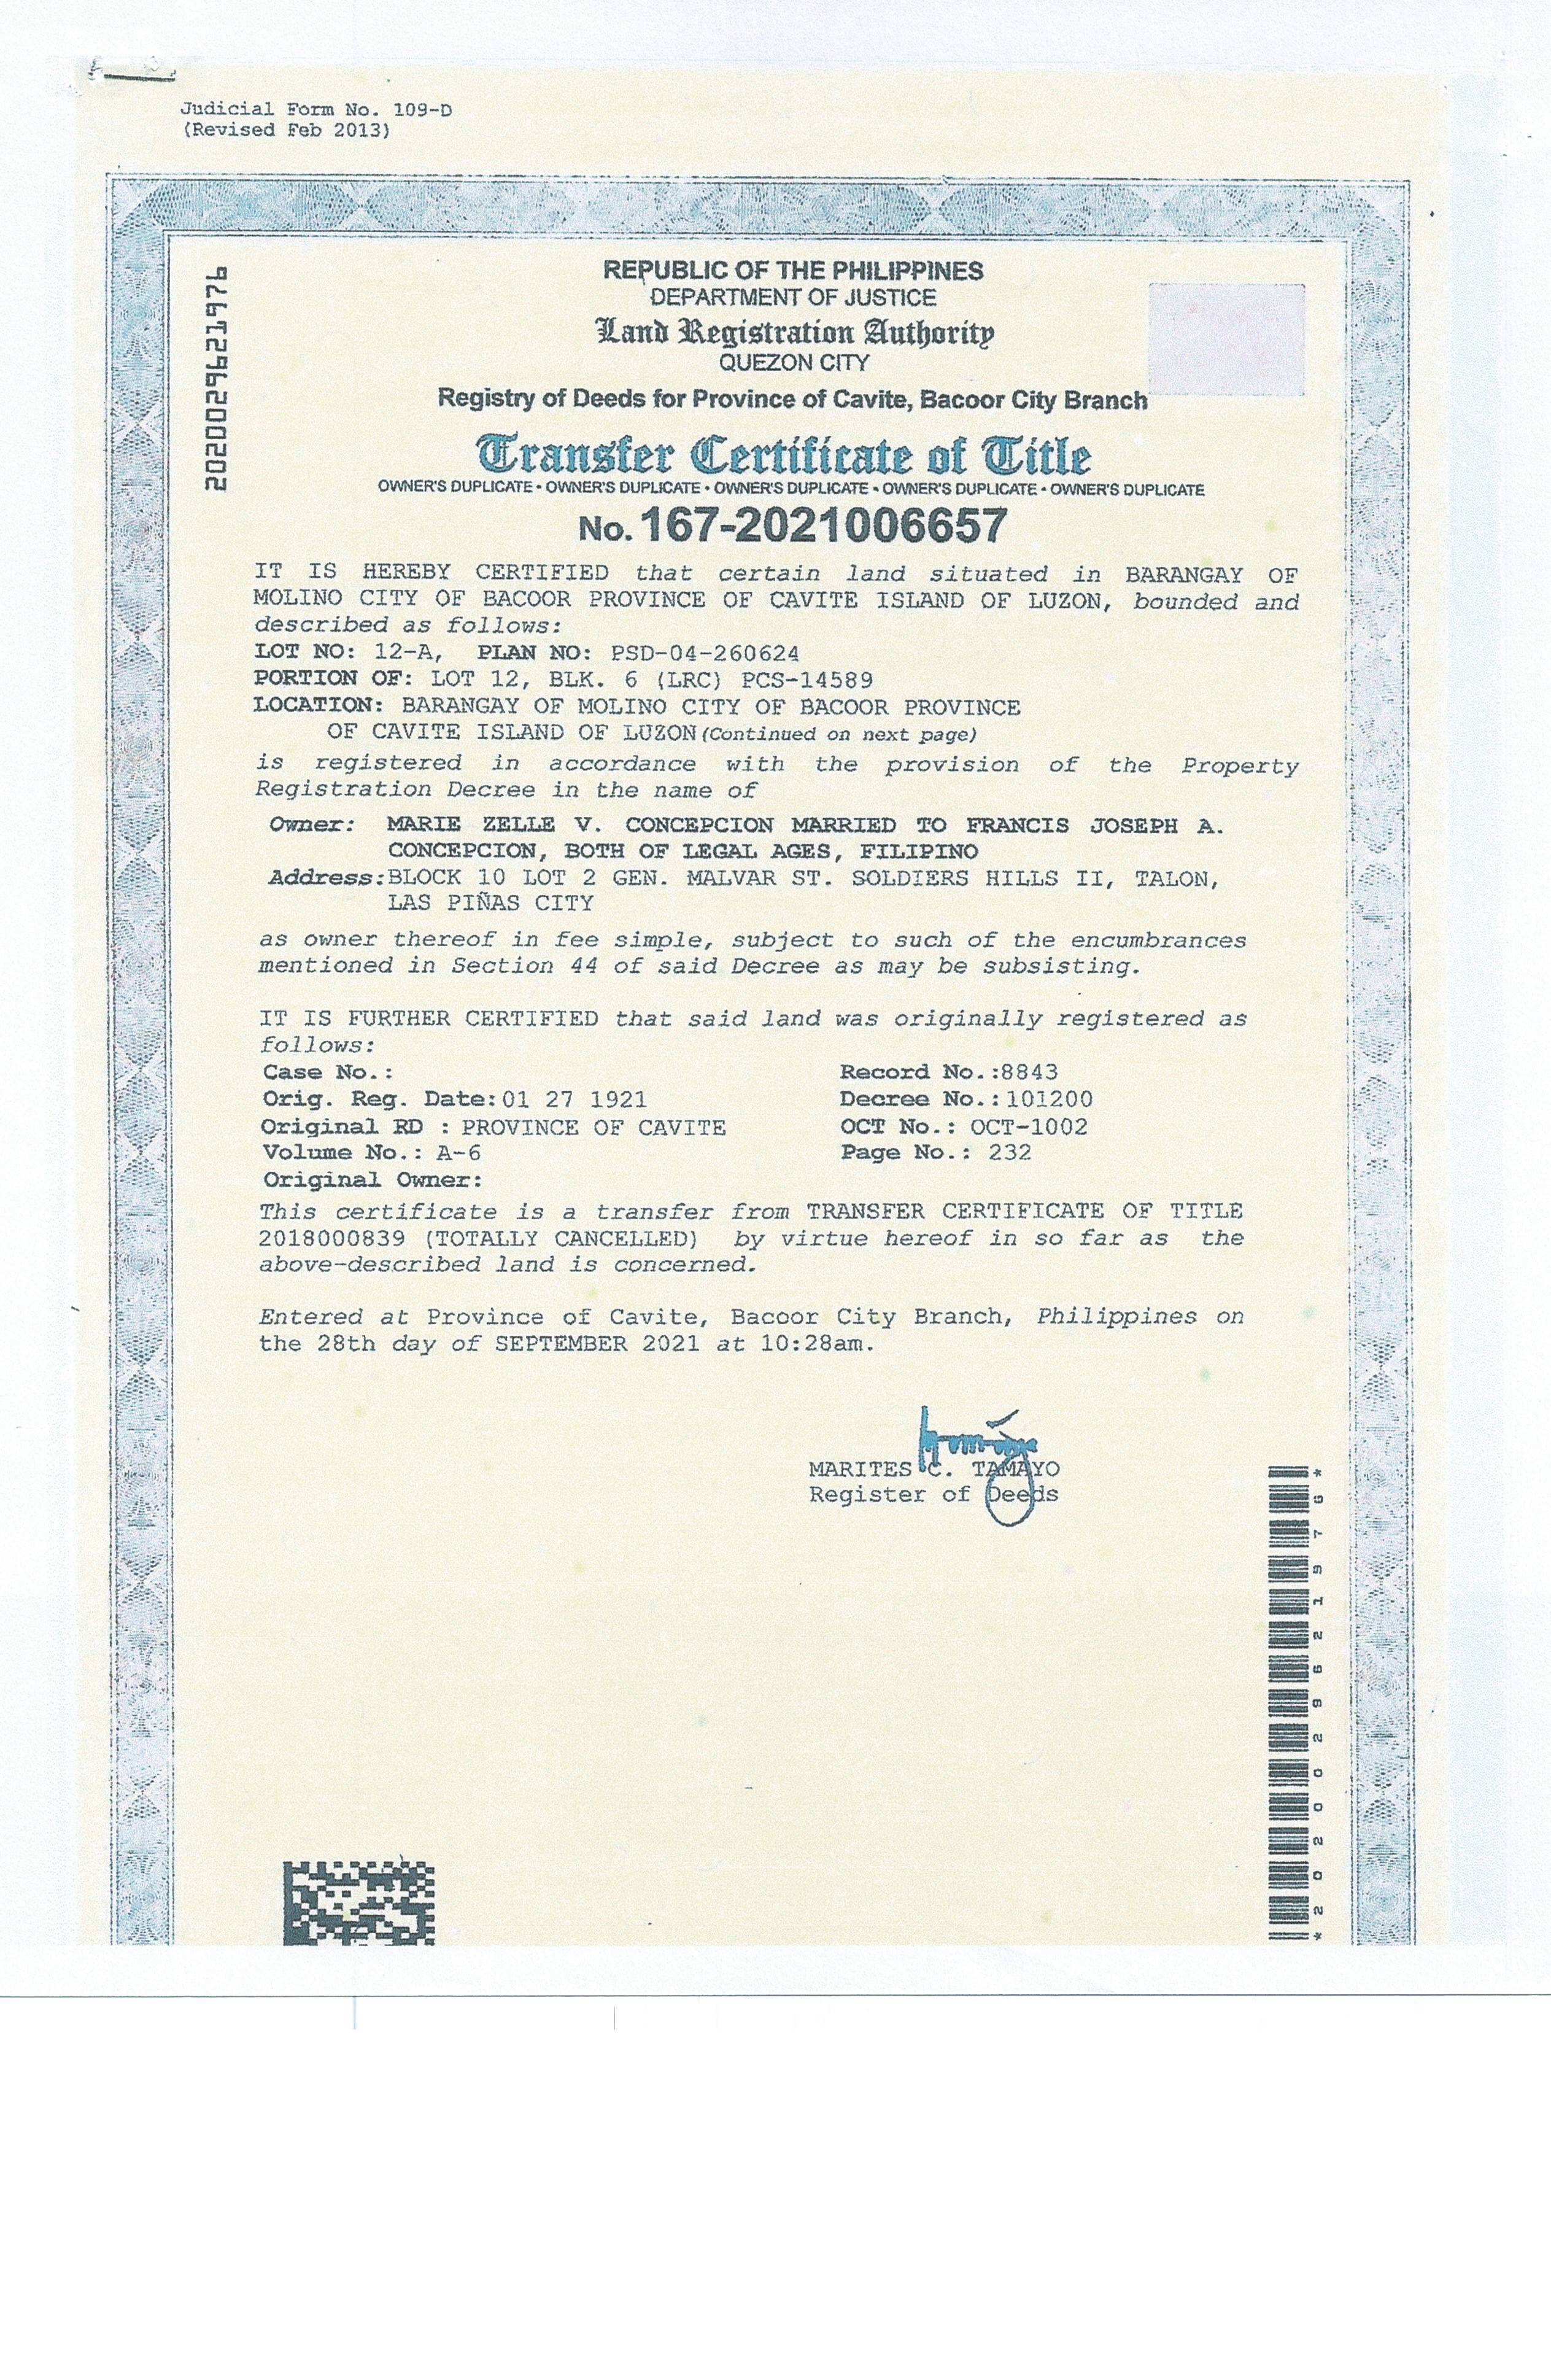 Judicial Form No. 109-D
(Revised Feb 2013)
2020029621976
REPUBLIC OF THE PHILIPPINES
DEPARTMENT OF JUSTICE
Land Registration Authority
QUEZON CITY
Registry of Deeds for Province of Cavite, Bacoor City Branch
Transfer Certificate of Title
OWNER'S DUPLICATE • OWNER'S DUPLICATE • OWNER'S DUPLICATE • OWNER'S DUPLICATE • OWNER'S DUPLICATE
No. 167-2021006657
IT IS HEREBY CERTIFIED that certain land situated in BARANGAY OF
MOLINO CITY OF BACOOR PROVINCE OF CAVITE ISLAND OF LUZON, bounded and
described as follows:
LOT NO: 12-A, PLAN NO: PSD-04-260624
PORTION OF: LOT 12, BLK. 6 (LRC) PCS-14589
LOCATION: BARANGAY OF MOLINO CITY OF BACOOR PROVINCE
OF CAVITE ISLAND OF LUZON(Continued on next page)
is registered in accordance with the provision of the Property
Registration Decree in the name of
Owner: MARIE ZELLE V. CONCEPCION MARRIED TO FRANCIS JOSEPH A.
CONCEPCION, BOTH OF LEGAL AGES, FILIPINO
Address:BLOCK 10 LOT 2 GEN. MALVAR ST. SOLDIERS HILLS II, TALON,
LAS PIÑAS CITY
as owner thereof in fee simple, subject to such of the encumbrances
mentioned in Section 44 of said Decree as may be subsisting.
IT IS FURTHER CERTIFIED that said land was originally registered as
follows:
Case No.: Record No.:8843
Orig. Reg. Date:01 27 1921 Decree No.:101200
Original RD : PROVINCE OF CAVITE OCT No.: OCT-1002
Volume No.: A-6 Page No.: 232
Original Owner:
This certificate is a transfer from TRANSFER CERTIFICATE OF TITLE
2018000839 (TOTALLY CANCELLED) by virtue hereof in so far as the
above-described land is concerned.
Entered at Province of Cavite, Bacoor City Branch, Philippines on
the 28th day of SEPTEMBER 2021 at 10:28am.
MARITES C. TAMAYO
Register of Deeds
*2020029621976*